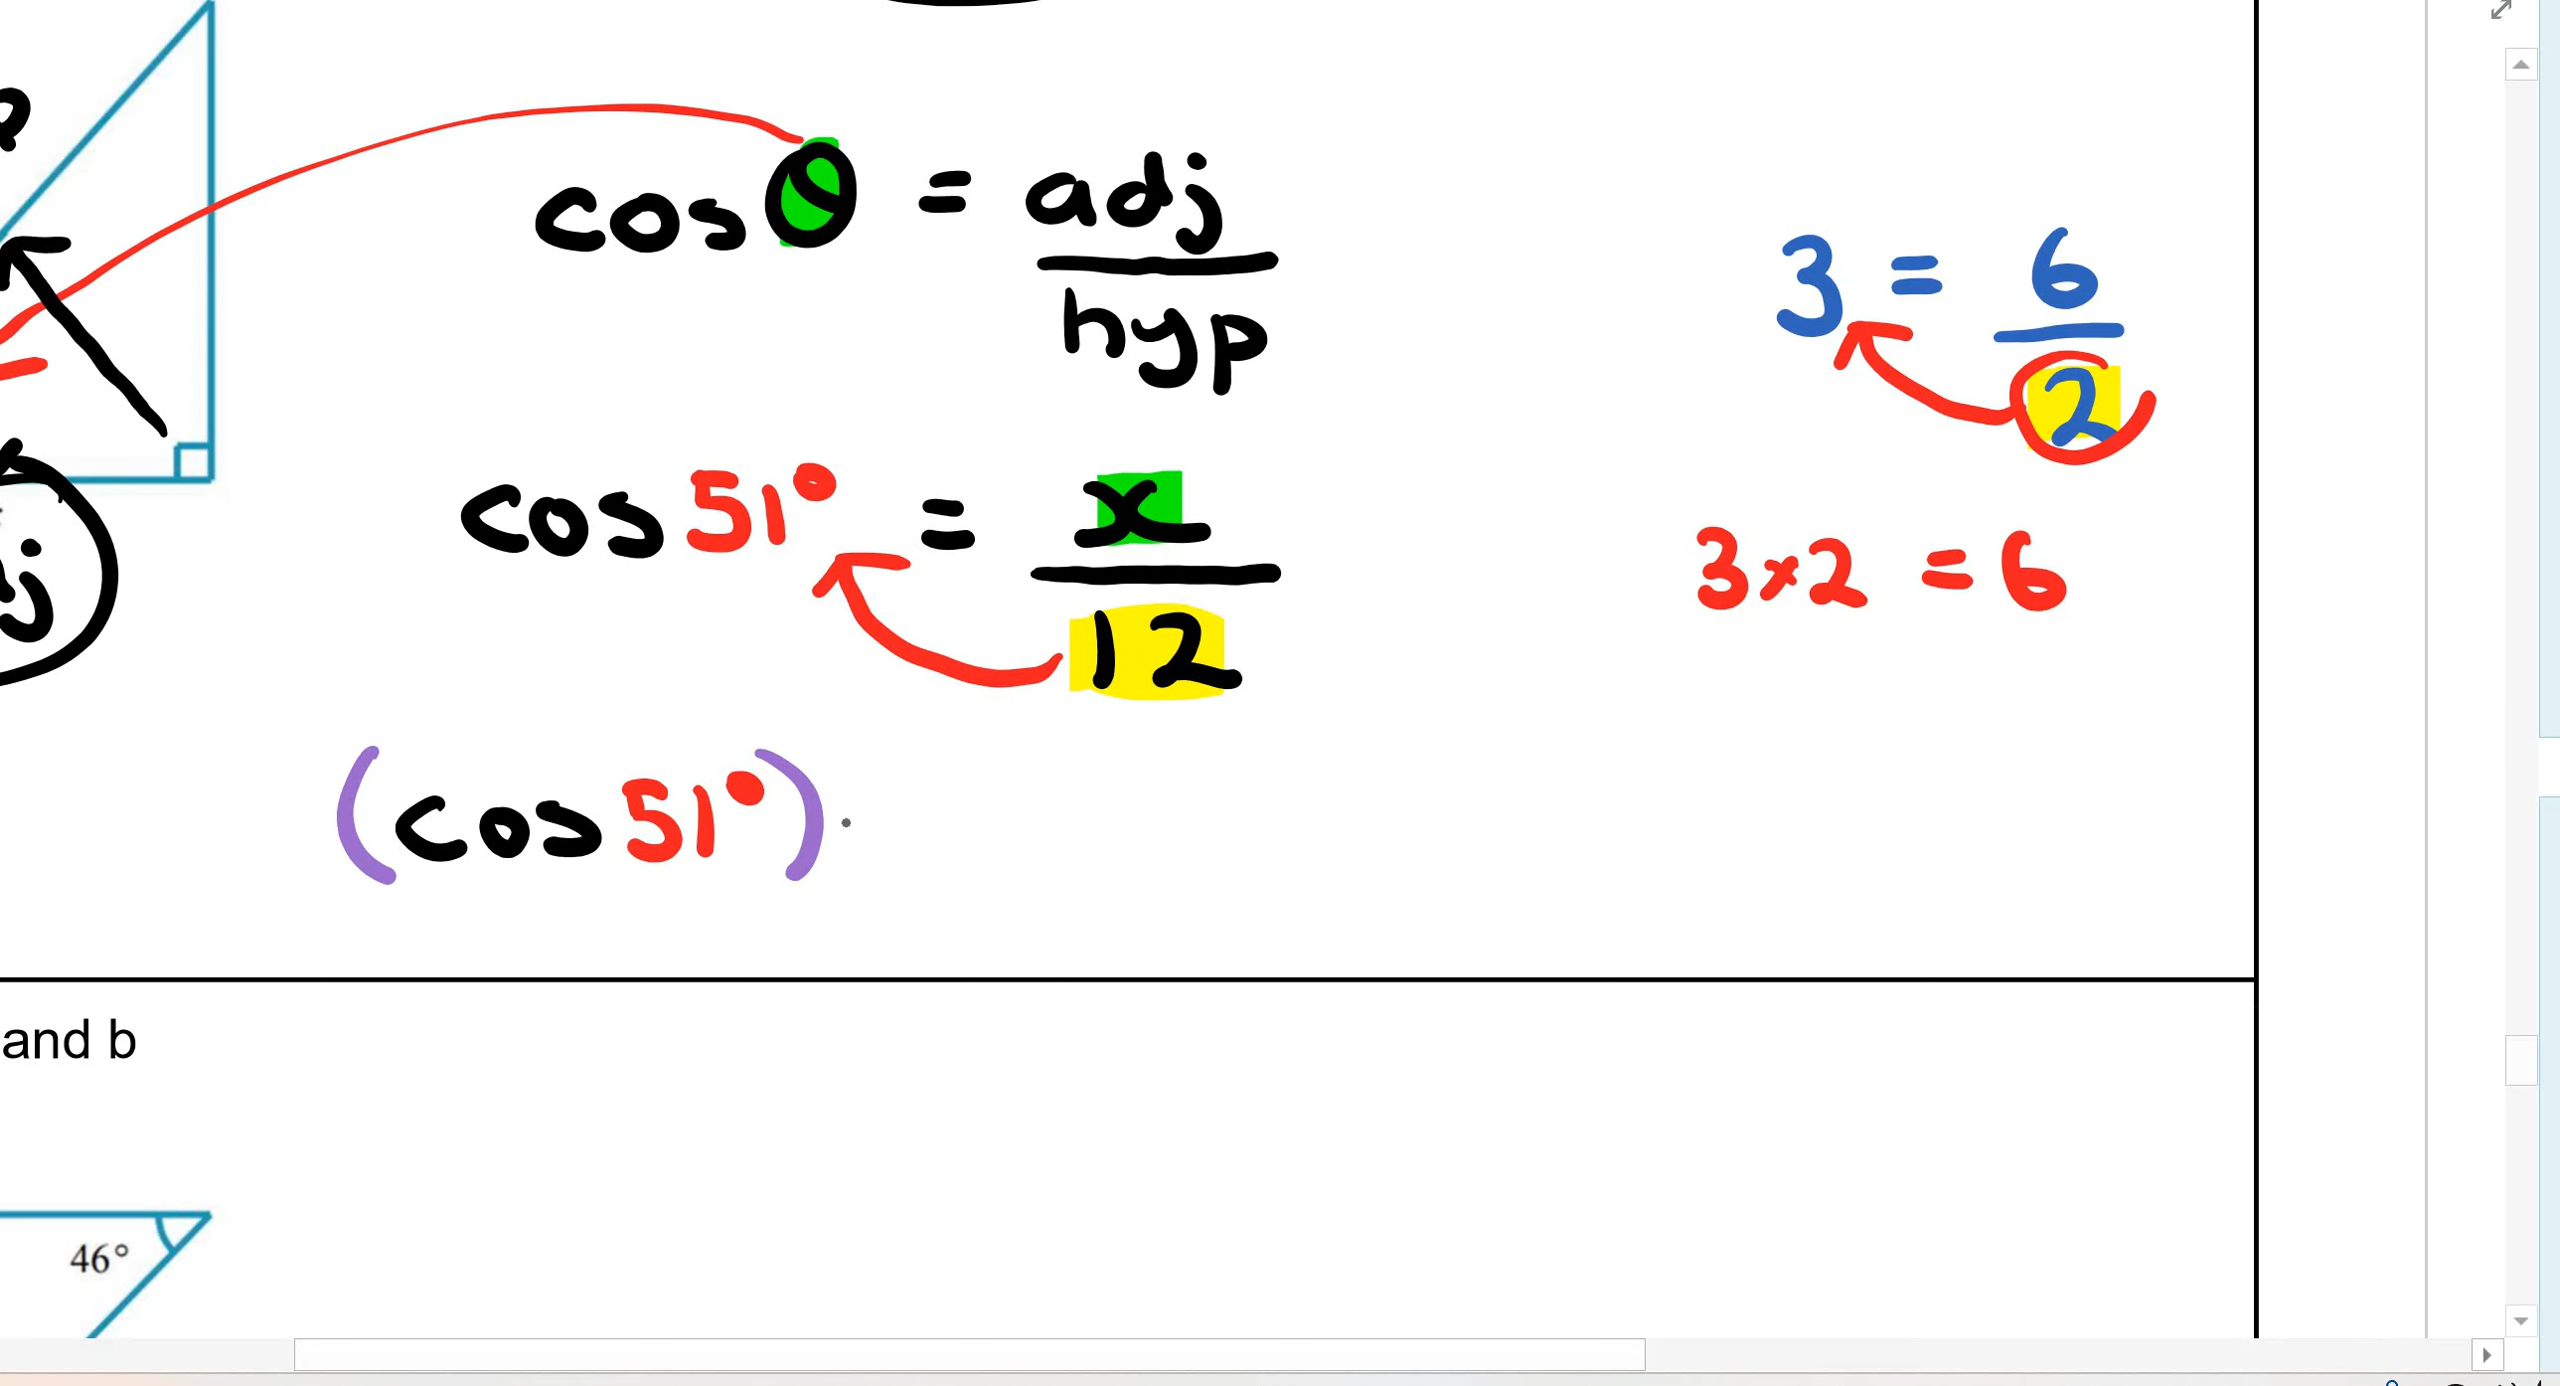 cos θ = adj
hyp
3 = 6
2
cos 51° = x
12
3 × 2 = 6
(cos 51°) ·
and b
46°